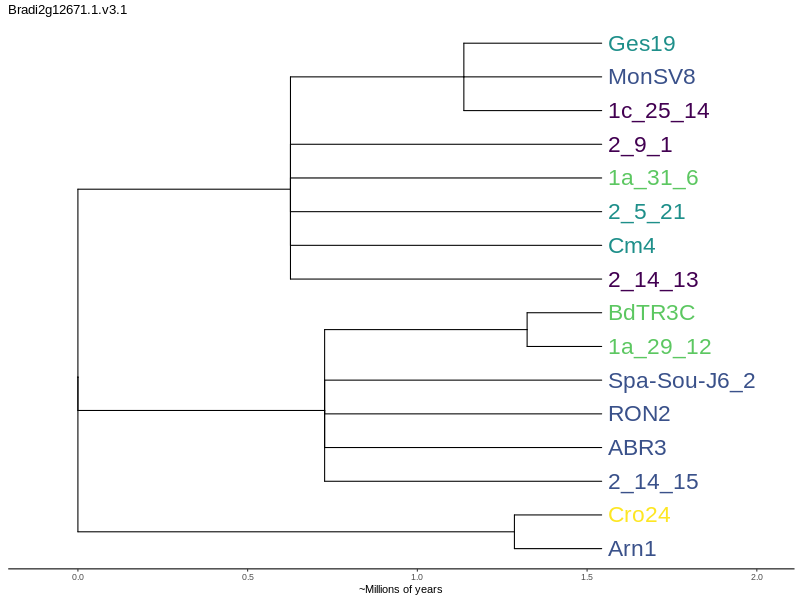 Bradi2g12671.1.v3.1
Ges19
MonSV8
1c_25_14
2_9_1
1a_31_6
2_5_21
Cm4
2_14_13
BdTR3C
1a_29_12
Spa-Sou-J6_2
RON2
ABR3
2_14_15
Cro24
Arn1
0.0 0.5 1.0 1.5 2.0
~Millions of years